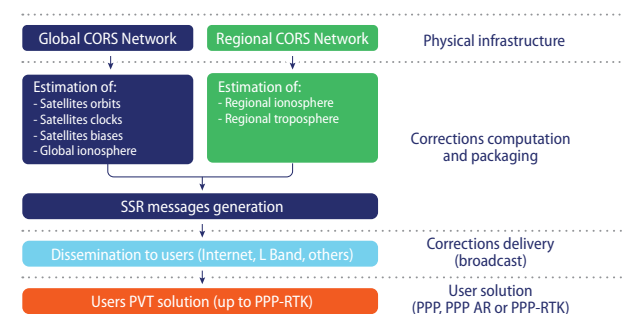 Global CORS Network
Regional CORS Network
Physical infrastructure
Estimation of:
- Satellites orbits
- Satellites clocks
- Satellites biases
- Global ionosphere
Estimation of:
- Regional ionosphere
- Regional troposphere
Corrections computation
and packaging
SSR messages generation
Dissemination to users (Internet, L Band, others)
Corrections delivery
(broadcast)
Users PVT solution (up to PPP-RTK)
User solution
(PPP, PPP AR or PPP-RTK)